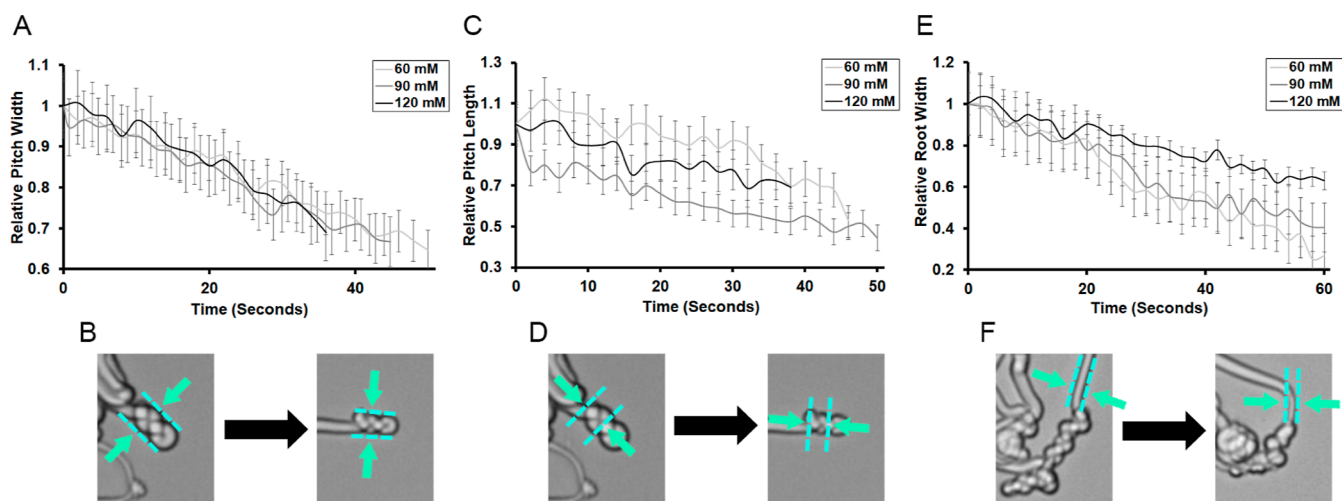 A
Relative Pitch Width
1.1
1
0.9
0.8
0.7
0.6
0
20
40
Time (Seconds)
60 mM
90 mM
120 mM
C
Relative Pitch Length
1.3
1.1
0.9
0.7
0.5
0.3
0
10
20
30
40
50
Time (Seconds)
60 mM
90 mM
120 mM
E
Relative Root Width
1.2
1.0
0.8
0.6
0.4
0.2
0
20
40
60
Time (Seconds)
60 mM
90 mM
120 mM
B
D
F